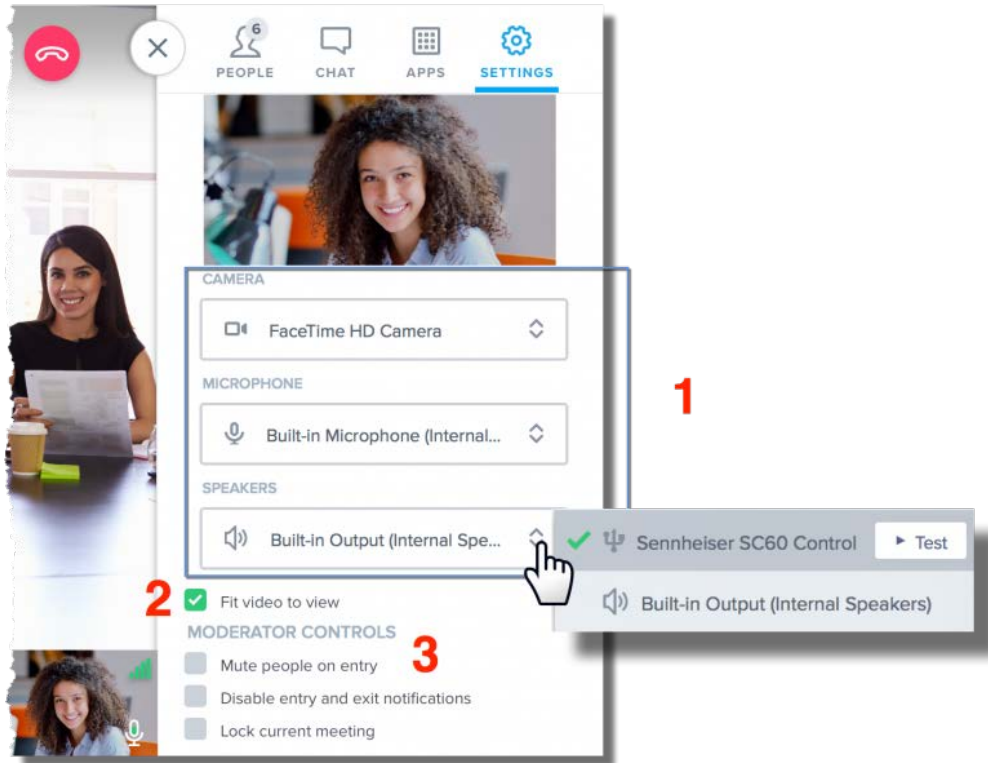 6
PEOPLE CHAT APPS SETTINGS
CAMERA
FaceTime HD Camera
MICROPHONE
Built-in Microphone (Internal...
1
SPEAKERS
Built-in Output (Internal Spe...
Sennheiser SC60 Control Test
Built-in Output (Internal Speakers)
2 Fit video to view
MODERATOR CONTROLS
3
Mute people on entry
Disable entry and exit notifications
Lock current meeting